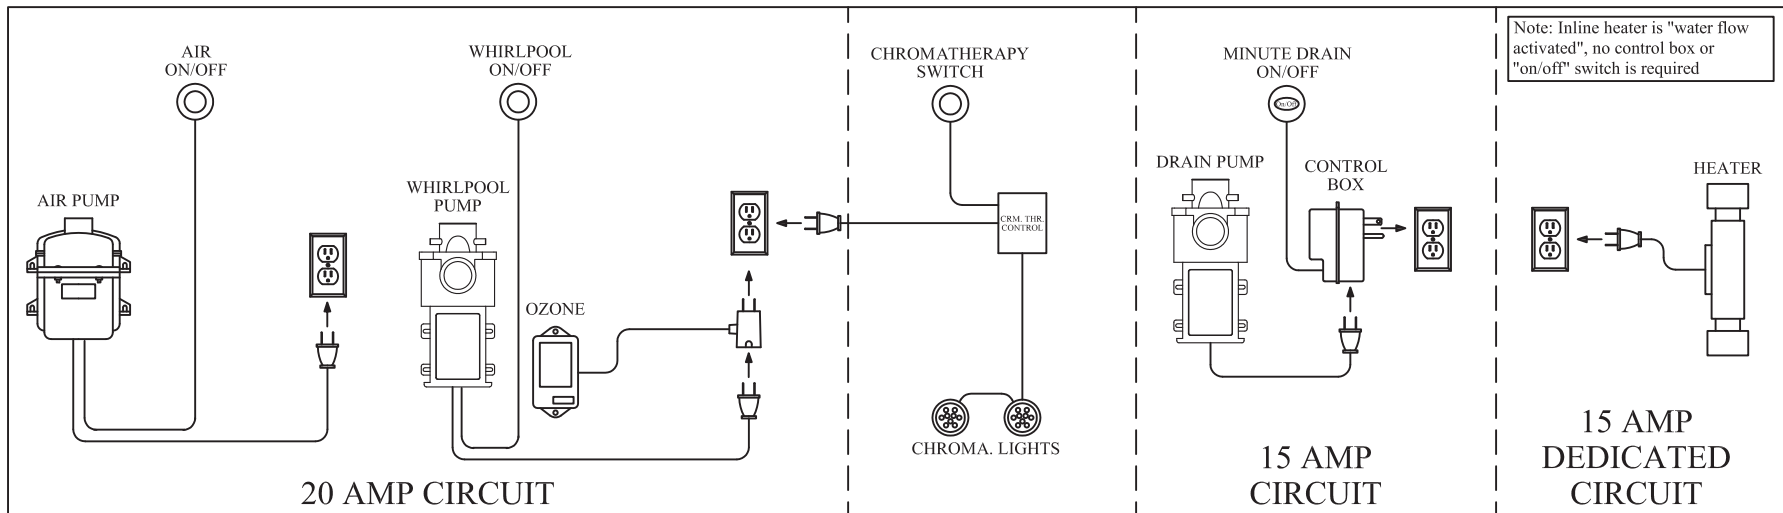 AIR
ON/OFF
AIR PUMP
WHIRLPOOL
ON/OFF
WHIRLPOOL
PUMP
OZONE
20 AMP CIRCUIT
CHROMATHERAPY
SWITCH
CRM. THR.
CONTROL
CHROMA. LIGHTS
MINUTE DRAIN
ON/OFF
On/Off
DRAIN PUMP
CONTROL
BOX
15 AMP
CIRCUIT
Note: Inline heater is "water flow
activated", no control box or
"on/off" switch is required
HEATER
15 AMP
DEDICATED
CIRCUIT